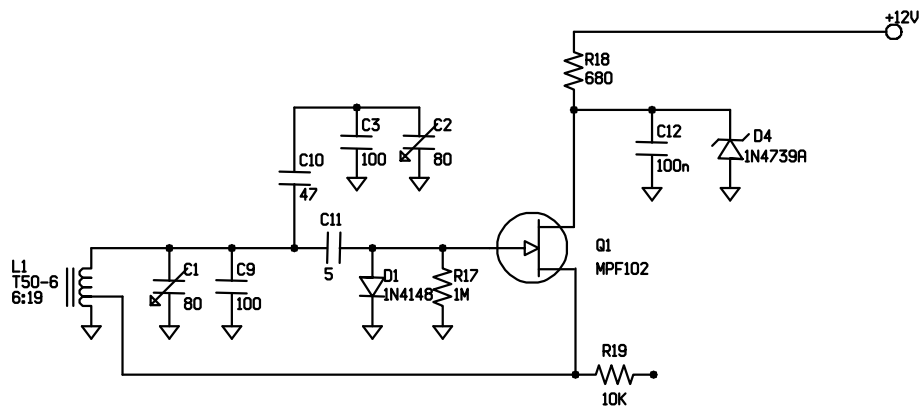 +12V
R18
680
C3
100
C2
80
C12
100n
D4
1N4739A
C10
47
C11
5
L1
T50-6
6:19
C1
80
C9
100
D1
1N4148
R17
1M
Q1
MPF102
R19
10K